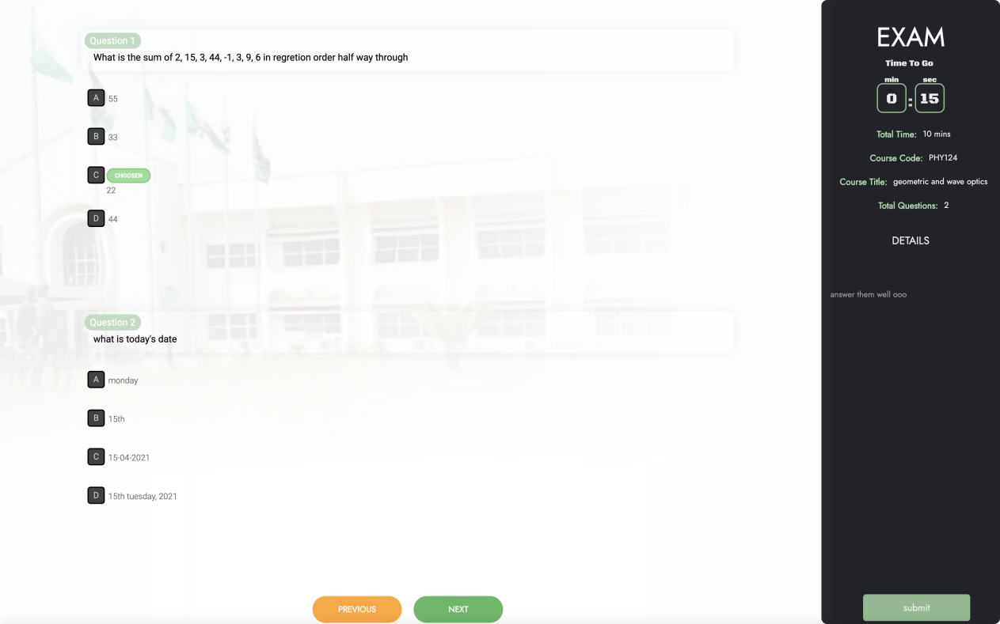 Question 1
What is the sum of 2, 15, 3, 44, -1, 3, 9, 6 in regretion order half way through
A 55
B 33
C CHOOSEN
22
D 44
Question 2
what is today's date
A monday
B 15th
C 15-04-2021
D 15th tuesday, 2021
PREVIOUS NEXT
EXAM
Time To Go
min sec
0 : 15
Total Time: 10 mins
Course Code: PHY124
Course Title: geometric and wave optics
Total Questions: 2
DETAILS
answer them well ooo
submit